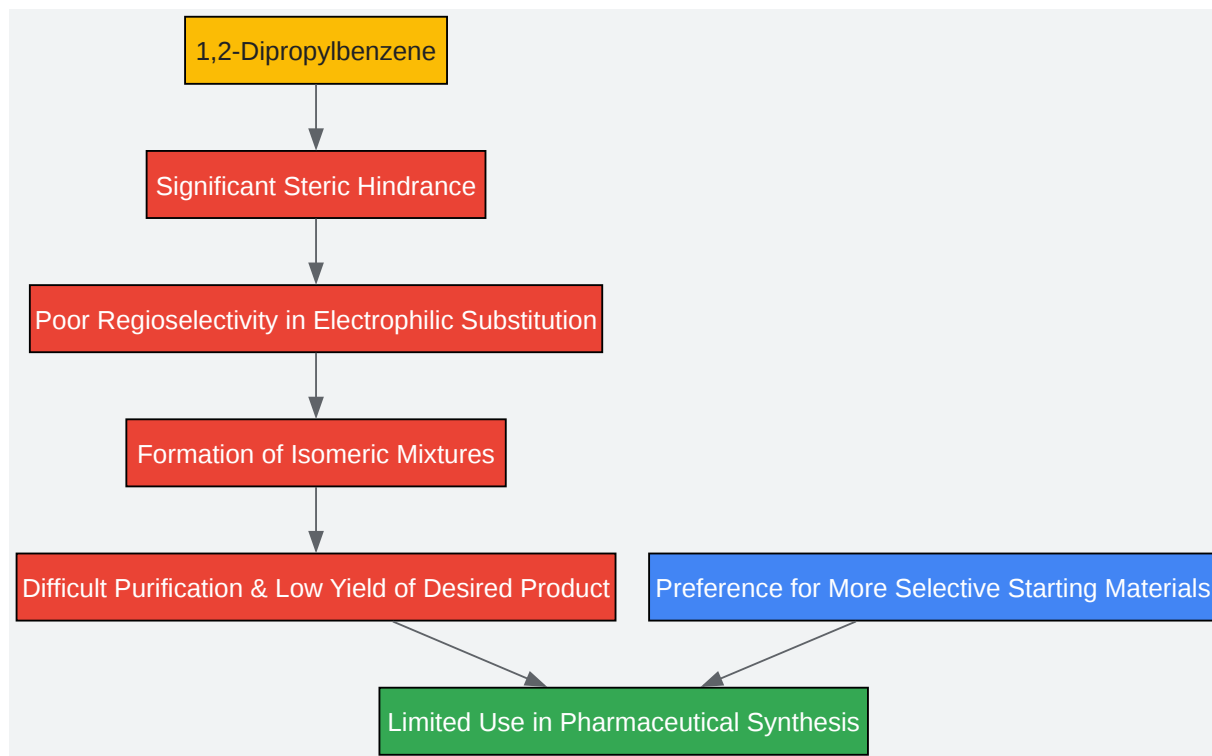 1,2-Dipropylbenzene
Significant Steric Hindrance
Poor Regioselectivity in Electrophilic Substitution
Formation of Isomeric Mixtures
Difficult Purification & Low Yield of Desired Product
Preference for More Selective Starting Materials
Limited Use in Pharmaceutical Synthesis